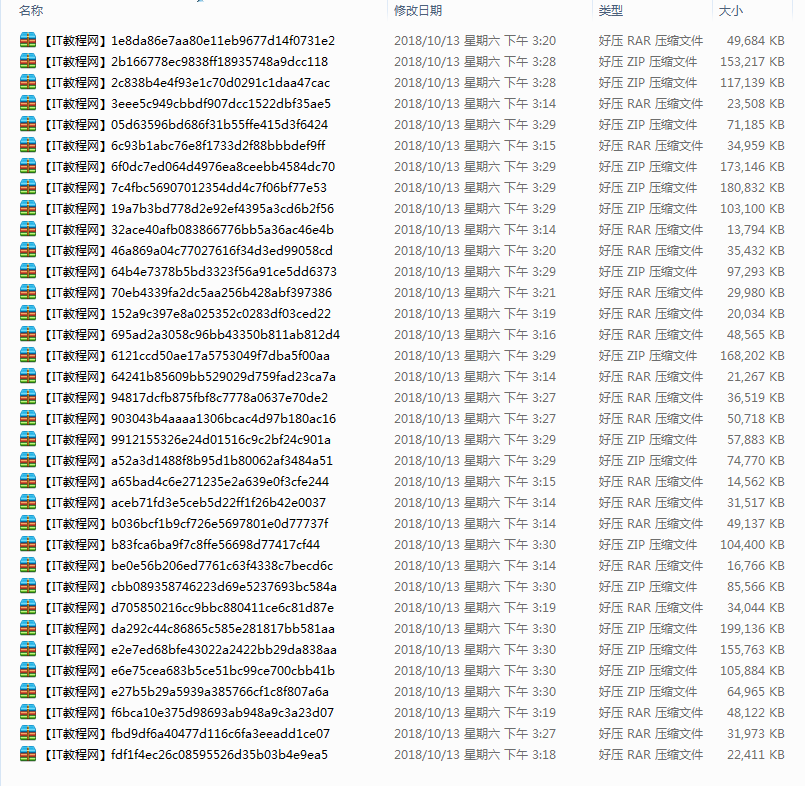 名称 修改日期 类型 大小
【IT教程网】1e8da86e7aa80e11eb9677d14f0731e2 2018/10/13 星期六 下午 3:20 好压 RAR 压缩文件 49,684 KB
【IT教程网】2b166778ec9838ff18935748a9dcc118 2018/10/13 星期六 下午 3:28 好压 ZIP 压缩文件 153,217 KB
【IT教程网】2c838b4e4f93e1c70d0291c1daa47cac 2018/10/13 星期六 下午 3:28 好压 ZIP 压缩文件 117,139 KB
【IT教程网】3eee5c949cbbdf907dcc1522dbf35ae5 2018/10/13 星期六 下午 3:14 好压 RAR 压缩文件 23,508 KB
【IT教程网】05d63596bd686f31b55ffe415d3f6424 2018/10/13 星期六 下午 3:29 好压 ZIP 压缩文件 71,185 KB
【IT教程网】6c93b1abc76e8f1733d2f88bbbdef9ff 2018/10/13 星期六 下午 3:15 好压 RAR 压缩文件 34,959 KB
【IT教程网】6f0dc7ed064d4976ea8ceebb4584dc70 2018/10/13 星期六 下午 3:29 好压 ZIP 压缩文件 173,146 KB
【IT教程网】7c4fbc56907012354dd4c7f06bf77e53 2018/10/13 星期六 下午 3:29 好压 ZIP 压缩文件 180,832 KB
【IT教程网】19a7b3bd778d2e92ef4395a3cd6b2f56 2018/10/13 星期六 下午 3:29 好压 ZIP 压缩文件 103,100 KB
【IT教程网】32ace40afb083866776bb5a36ac46e4b 2018/10/13 星期六 下午 3:14 好压 RAR 压缩文件 13,794 KB
【IT教程网】46a869a04c77027616f34d3ed99058cd 2018/10/13 星期六 下午 3:20 好压 RAR 压缩文件 35,432 KB
【IT教程网】64b4e7378b5bd3323f56a91ce5dd6373 2018/10/13 星期六 下午 3:29 好压 ZIP 压缩文件 97,293 KB
【IT教程网】70eb4339fa2dc5aa256b428abf397386 2018/10/13 星期六 下午 3:21 好压 RAR 压缩文件 29,980 KB
【IT教程网】152a9c397e8a025352c0283df03ced22 2018/10/13 星期六 下午 3:19 好压 RAR 压缩文件 20,034 KB
【IT教程网】695ad2a3058c96bb43350b811ab812d4 2018/10/13 星期六 下午 3:16 好压 RAR 压缩文件 48,565 KB
【IT教程网】6121ccd50ae17a5753049f7dba5f00aa 2018/10/13 星期六 下午 3:29 好压 ZIP 压缩文件 168,202 KB
【IT教程网】64241b85609bb529029d759fad23ca7a 2018/10/13 星期六 下午 3:14 好压 RAR 压缩文件 21,267 KB
【IT教程网】94817dcfb875fbf8c7778a0637e70de2 2018/10/13 星期六 下午 3:27 好压 RAR 压缩文件 36,519 KB
【IT教程网】903043b4aaaa1306bcac4d97b180ac16 2018/10/13 星期六 下午 3:27 好压 RAR 压缩文件 50,718 KB
【IT教程网】9912155326e24d01516c9c2bf24c901a 2018/10/13 星期六 下午 3:29 好压 ZIP 压缩文件 57,883 KB
【IT教程网】a52a3d1488f8b95d1b80062af3484a51 2018/10/13 星期六 下午 3:29 好压 ZIP 压缩文件 74,770 KB
【IT教程网】a65bad4c6e271235e2a639e0f3cfe244 2018/10/13 星期六 下午 3:15 好压 RAR 压缩文件 14,562 KB
【IT教程网】aceb71fd3e5ceb5d22ff1f26b42e0037 2018/10/13 星期六 下午 3:14 好压 RAR 压缩文件 31,517 KB
【IT教程网】b036bcf1b9cf726e5697801e0d77737f 2018/10/13 星期六 下午 3:14 好压 RAR 压缩文件 49,137 KB
【IT教程网】b83fca6ba9f7c8ffe56698d77417cf44 2018/10/13 星期六 下午 3:30 好压 ZIP 压缩文件 104,400 KB
【IT教程网】be0e56b206ed7761c63f4338c7becd6c 2018/10/13 星期六 下午 3:14 好压 RAR 压缩文件 16,766 KB
【IT教程网】cbb089358746223d69e5237693bc584a 2018/10/13 星期六 下午 3:30 好压 ZIP 压缩文件 85,566 KB
【IT教程网】d705850216cc9bbc880411ce6c81d87e 2018/10/13 星期六 下午 3:19 好压 RAR 压缩文件 34,044 KB
【IT教程网】da292c44c86865c585e281817bb581aa 2018/10/13 星期六 下午 3:30 好压 ZIP 压缩文件 199,136 KB
【IT教程网】e2e7ed68bfe43022a2422bb29da838aa 2018/10/13 星期六 下午 3:30 好压 ZIP 压缩文件 155,763 KB
【IT教程网】e6e75cea683b5ce51bc99ce700cbb41b 2018/10/13 星期六 下午 3:30 好压 ZIP 压缩文件 105,884 KB
【IT教程网】e27b5b29a5939a385766cf1c8f807a6a 2018/10/13 星期六 下午 3:30 好压 ZIP 压缩文件 64,965 KB
【IT教程网】f6bca10e375d98693ab948a9c3a23d07 2018/10/13 星期六 下午 3:19 好压 RAR 压缩文件 48,122 KB
【IT教程网】fbd9df6a40477d116c6fa3eeadd1ce07 2018/10/13 星期六 下午 3:27 好压 RAR 压缩文件 31,973 KB
【IT教程网】fdf1f4ec26c08595526d35b03b4e9ea5 2018/10/13 星期六 下午 3:18 好压 RAR 压缩文件 22,411 KB